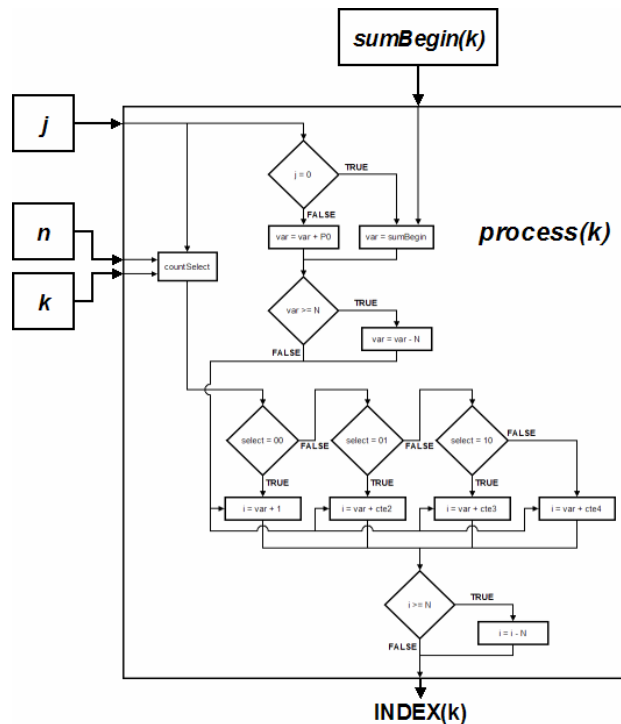 sumBegin(k)
j
j = 0
TRUE
FALSE
n
var = var + P0
var = sumBegin
process(k)
countSelect
k
var >= N
TRUE
var = var - N
FALSE
select = 00
FALSE
select = 01
FALSE
select = 10
FALSE
TRUE
TRUE
TRUE
i = var + 1
i = var + cte2
i = var + cte3
i = var + cte4
i >= N
TRUE
i = i - N
FALSE
INDEX(k)